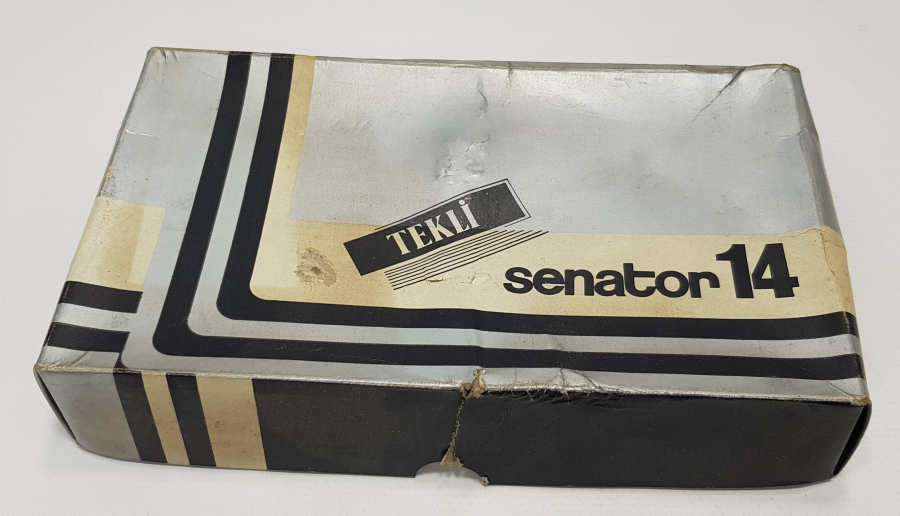 TEKLİ
senator 14